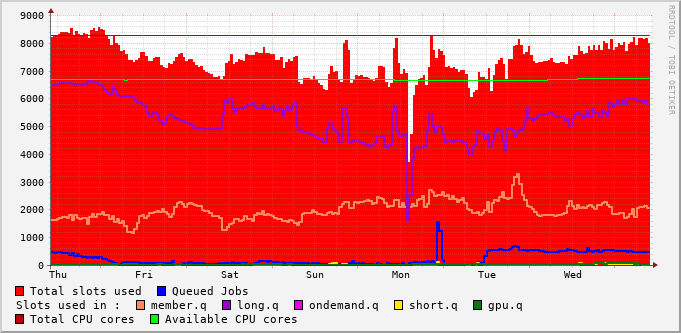 9000
8000
7000
6000
5000
4000
3000
2000
1000
0
Thu Fri Sat Sun Mon Tue Wed
RRDTOOL / TOBI OETIKER
Total slots used Queued Jobs
Slots used in : member.q long.q ondemand.q short.q gpu.q
Total CPU cores Available CPU cores